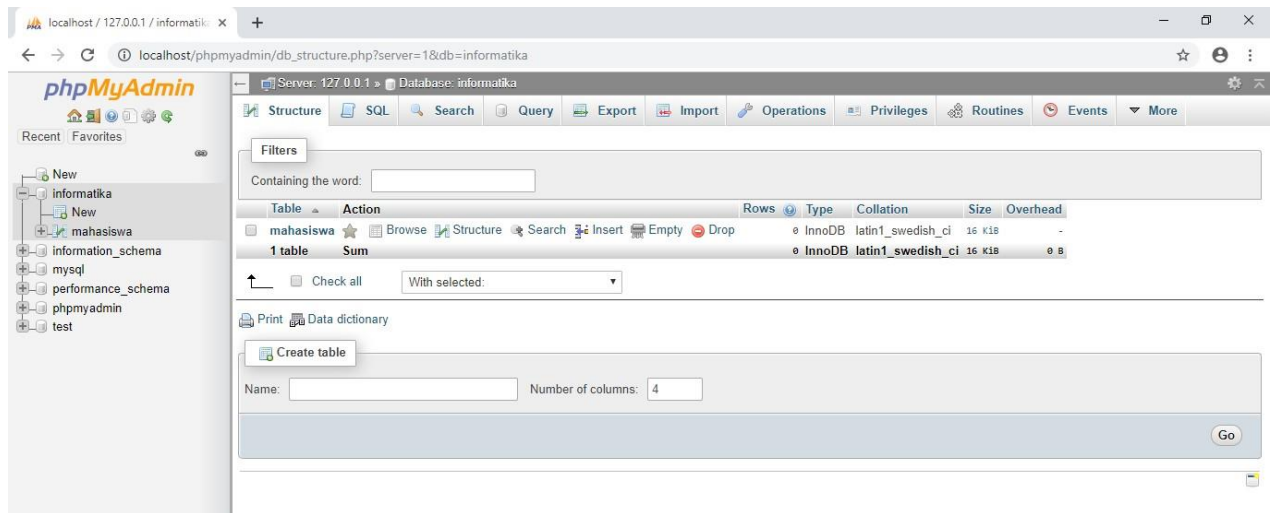 localhost / 127.0.0.1 / informatik
localhost/phpmyadmin/db_structure.php?server=1&db=informatika
phpMyAdmin
Recent Favorites
New
informatika
New
mahasiswa
information_schema
mysql
performance_schema
phpmyadmin
test
Server: 127.0.0.1 » Database: informatika
Structure SQL Search Query Export Import Operations Privileges Routines Events More
Filters
Containing the word:
Table Action Rows Type Collation Size Overhead
mahasiswa Browse Structure Search Insert Empty Drop 0 InnoDB latin1_swedish_ci 16 KiB -
1 table Sum 0 InnoDB latin1_swedish_ci 16 KiB 0 B
Check all With selected:
Print Data dictionary
Create table
Name: Number of columns: 4
Go